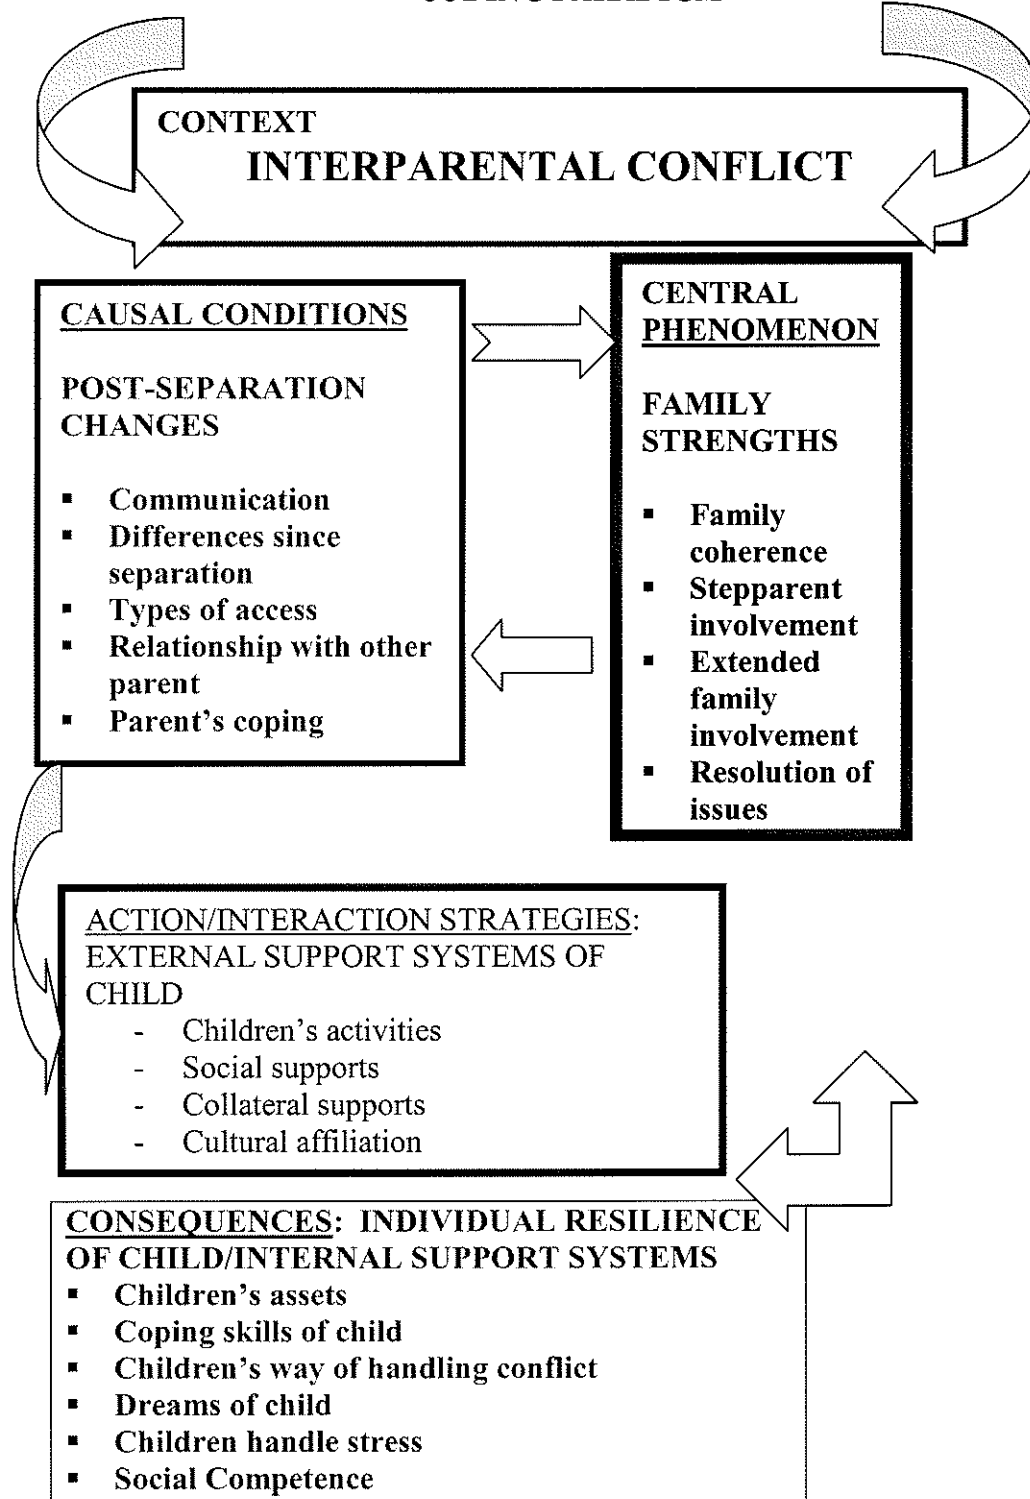 CONTEXT
INTERPARENTAL CONFLICT
CAUSAL CONDITIONS
POST-SEPARATION
CHANGES
▪ Communication
▪ Differences since
separation
▪ Types of access
▪ Relationship with other
parent
▪ Parent's coping
CENTRAL
PHENOMENON
FAMILY
STRENGTHS
▪ Family
coherence
▪ Stepparent
involvement
▪ Extended
family
involvement
▪ Resolution of
issues
ACTION/INTERACTION STRATEGIES:
EXTERNAL SUPPORT SYSTEMS OF
CHILD
- Children's activities
- Social supports
- Collateral supports
- Cultural affiliation
CONSEQUENCES: INDIVIDUAL RESILIENCE
OF CHILD/INTERNAL SUPPORT SYSTEMS
▪ Children's assets
▪ Coping skills of child
▪ Children's way of handling conflict
▪ Dreams of child
▪ Children handle stress
▪ Social Competence